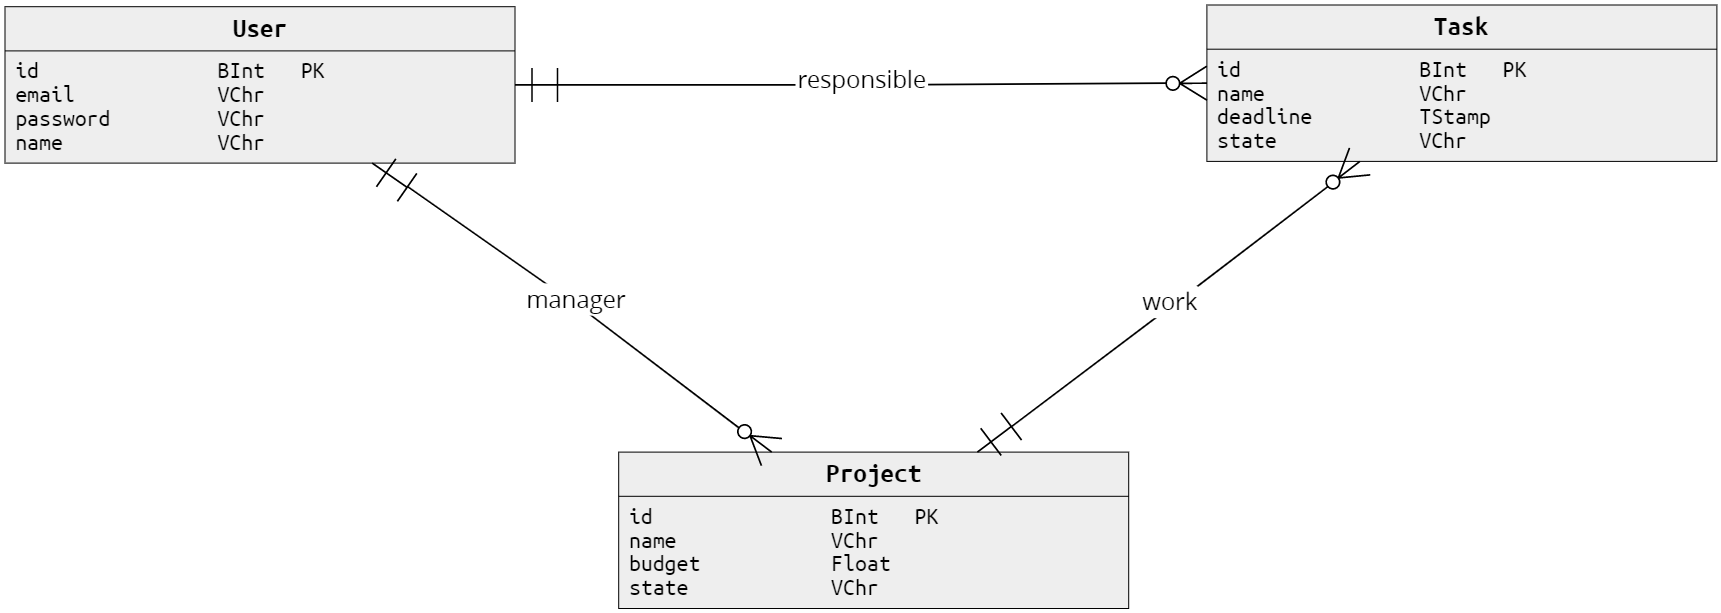 User
id BInt PK
email VChr
password VChr
name VChr
responsible
Task
id BInt PK
name VChr
deadline TStamp
state VChr
manager
work
Project
id BInt PK
name VChr
budget Float
state VChr